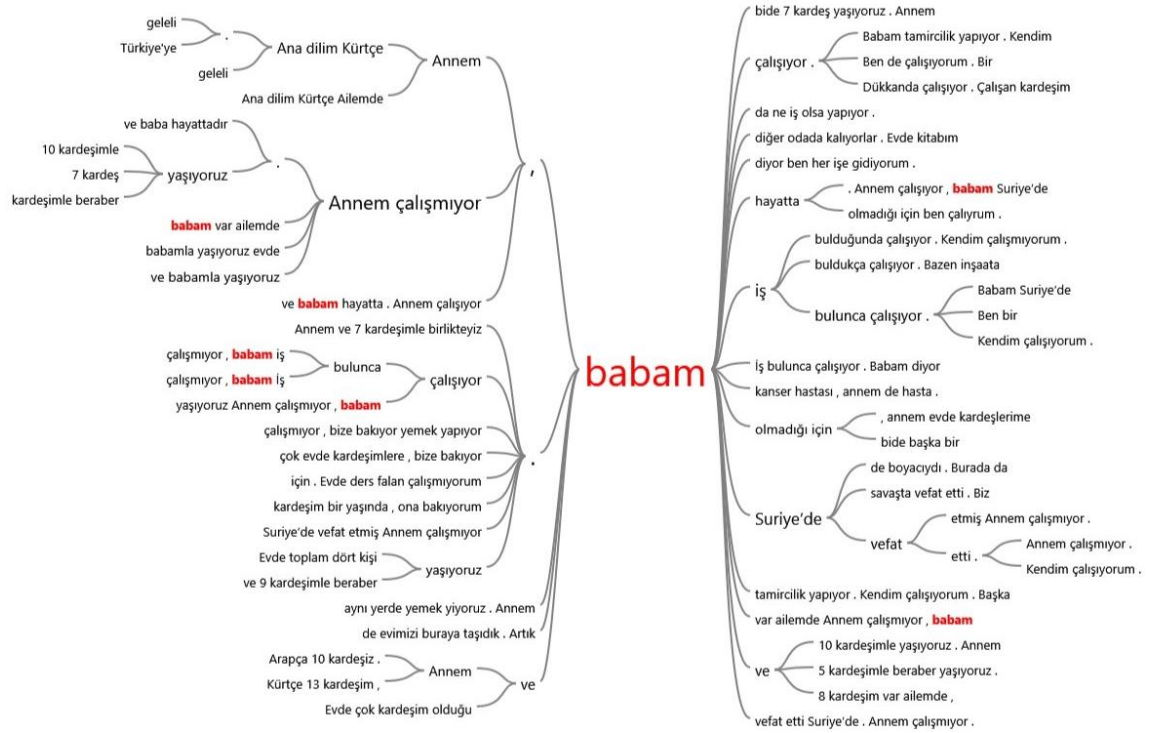 geleli
Türkiye'ye
.
geleli
Ana dilim Kürtçe
Ana dilim Kürtçe Ailemde
Annem
ve baba hayattadır
10 kardeşimle
7 kardeş
kardeşimle beraber
yaşıyoruz
.
babam var ailemde
babamla yaşıyoruz evde
ve babamla yaşıyoruz
Annem çalışmıyor
ve babam hayatta . Annem çalışıyor
,
Annem ve 7 kardeşimle birlikteyiz
çalışmıyor , babam iş
çalışmıyor , babam İş
bulunca
yaşıyoruz Annem çalışmıyor , babam
çalışıyor
çalışmıyor , bize bakıyor yemek yapıyor
çok evde kardeşimlere , bize bakıyor
için . Evde ders falan çalışmıyorum
kardeşim bir yaşında , ona bakıyorum
Suriye'de vefat etmiş Annem çalışmıyor
Evde toplam dört kişi
ve 9 kardeşimle beraber
yaşıyoruz
.
aynı yerde yemek yiyoruz . Annem
de evimizi buraya taşıdık . Artık
Arapça 10 kardeşiz .
Kürtçe 13 kardeşim ,
Annem
Evde çok kardeşim olduğu
ve
babam
bide 7 kardeş yaşıyoruz . Annem
çalışıyor .
Babam tamircilik yapıyor . Kendim
Ben de çalışıyorum . Bir
Dükkanda çalışıyor . Çalışan kardeşim
da ne iş olsa yapıyor .
diğer odada kalıyorlar . Evde kitabım
diyor ben her işe gidiyorum .
hayatta
. Annem çalışıyor , babam Suriye'de
olmadığı için ben çalıyrum .
iş
bulduğunda çalışıyor . Kendim çalışmıyorum .
buldukça çalışıyor . Bazen inşaata
bulunca çalışıyor .
Babam Suriye'de
Ben bir
Kendim çalışıyorum .
İş bulunca çalışıyor . Babam diyor
kanser hastası , annem de hasta .
olmadığı için
, annem evde kardeşlerime
bide başka bir
Suriye'de
de boyacıydı . Burada da
savaşta vefat etti . Biz
vefat
etmiş Annem çalışmıyor .
etti .
Annem çalışmıyor .
Kendim çalışıyorum .
tamircilik yapıyor . Kendim çalışıyorum . Başka
var ailemde Annem çalışmıyor , babam
ve
10 kardeşimle yaşıyoruz . Annem
5 kardeşimle beraber yaşıyoruz .
8 kardeşim var ailemde ,
vefat etti Suriye'de . Annem çalışmıyor .